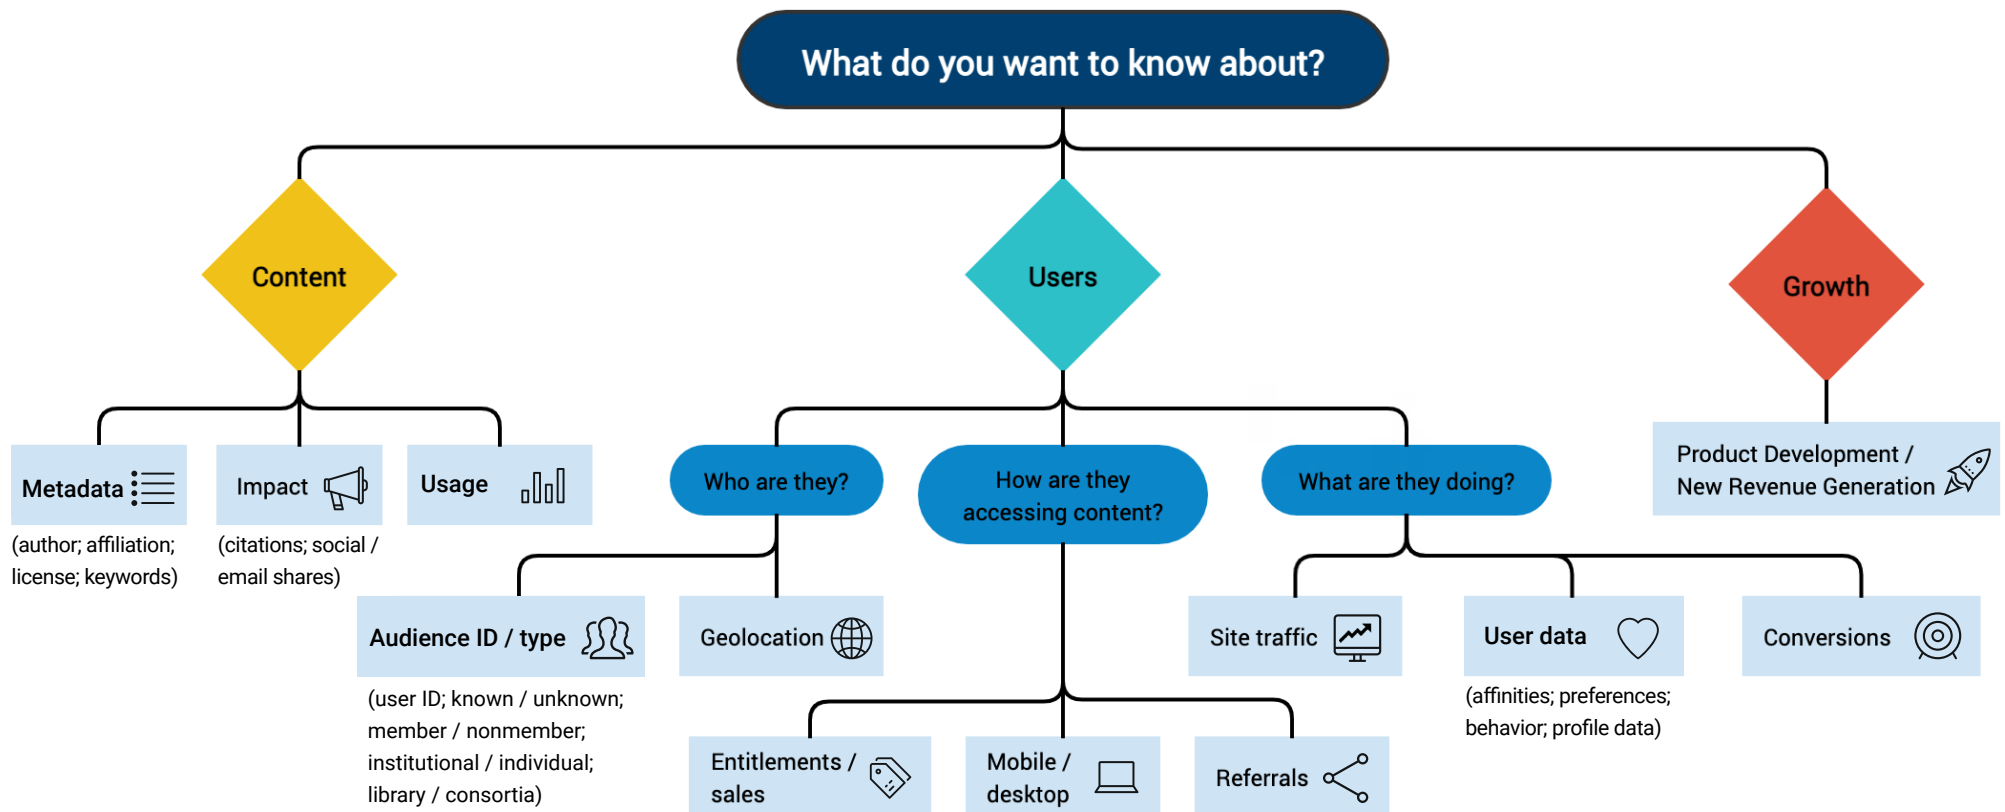 What do you want to know about?
Content
Users
Growth
Metadata
(author; affiliation;
license; keywords)
Impact
(citations; social /
email shares)
Usage
Who are they?
How are they
accessing content?
What are they doing?
Product Development /
New Revenue Generation
Audience ID / type
(user ID; known / unknown;
member / nonmember;
institutional / individual;
library / consortia)
Geolocation
Entitlements /
sales
Mobile /
desktop
Referrals
Site traffic
User data
(affinities; preferences;
behavior; profile data)
Conversions